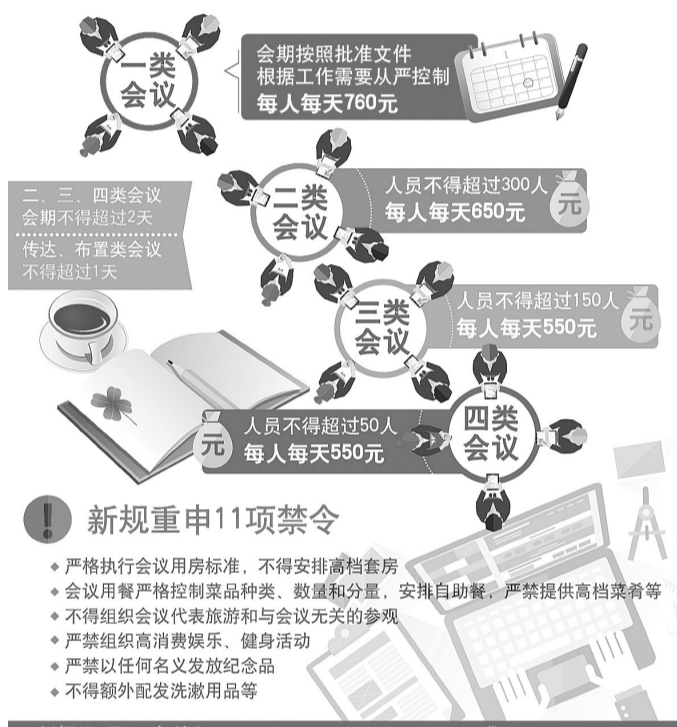 一类
会议
会期按照批准文件
根据工作需要从严控制
每人每天760元
二、三、四类会议
会期不得超过2天
传达、布置类会议
不得超过1天
二类
会议
人员不得超过300人
每人每天650元
元
三类
会议
人员不得超过150人
每人每天550元
元
元
人员不得超过50人
每人每天550元
四类
会议
! 新规重申11项禁令
◆ 严格执行会议用房标准，不得安排高档套房
◆ 会议用餐严格控制菜品种类、数量和分量，安排自助餐，严禁提供高档菜肴等
◆ 不得组织会议代表旅游和与会议无关的参观
◆ 严禁组织高消费娱乐、健身活动
◆ 严禁以任何名义发放纪念品
◆ 不得额外配发洗漱用品等